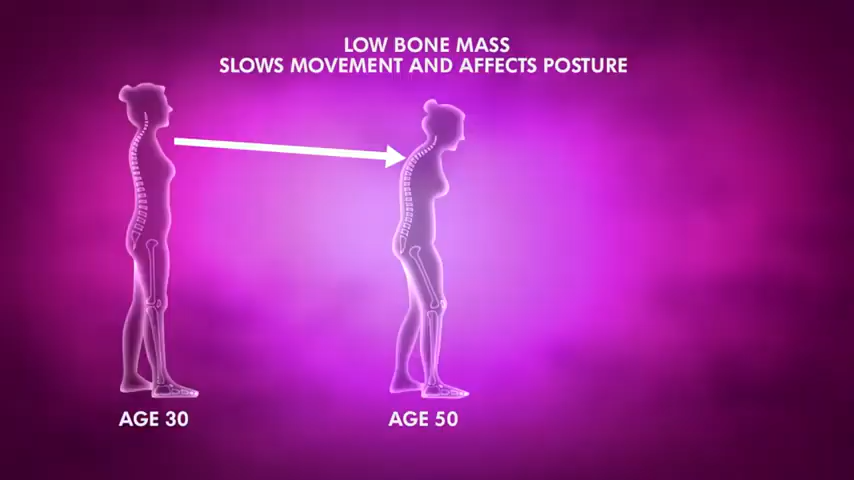 LOW BONE MASS
SLOWS MOVEMENT AND AFFECTS POSTURE
AGE 30
AGE 50